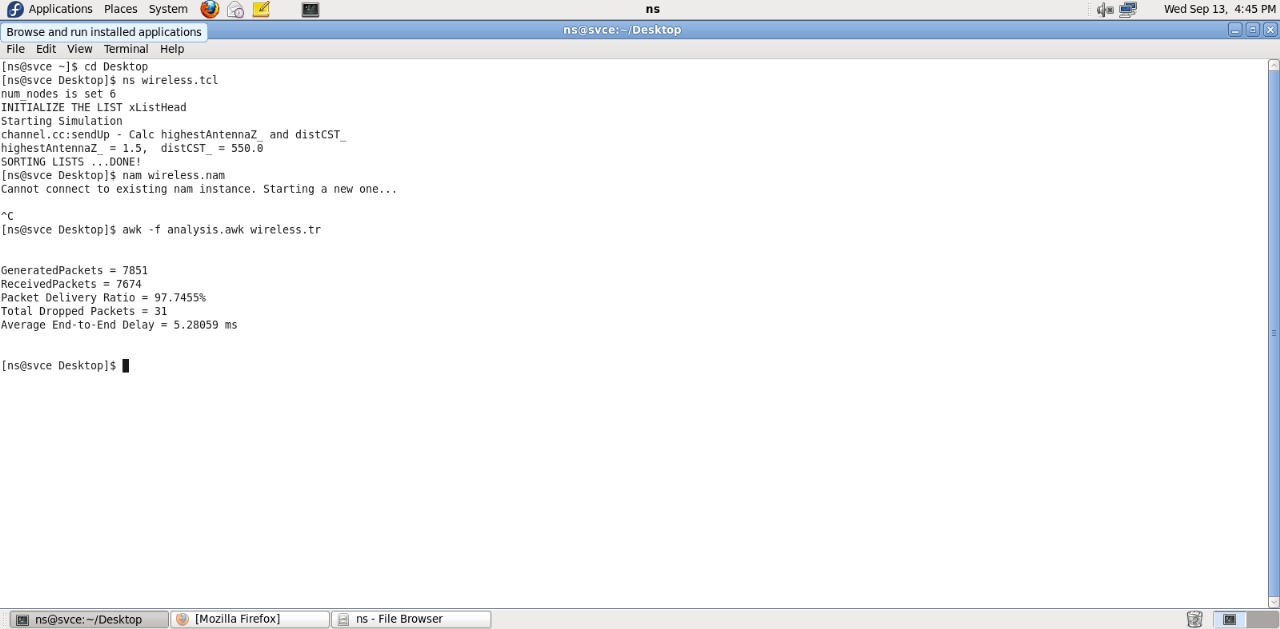 Applications Places System
ns
Wed Sep 13, 4:45 PM
Browse and run installed applications
ns@svce:~/Desktop
File Edit View Terminal Help
[ns@svce ~]$ cd Desktop
[ns@svce Desktop]$ ns wireless.tcl
num_nodes is set 6
INITIALIZE THE LIST xListHead
Starting Simulation
channel.cc:sendUp - Calc highestAntennaZ_ and distCST_
highestAntennaZ_ = 1.5,  distCST_ = 550.0
SORTING LISTS ...DONE!
[ns@svce Desktop]$ nam wireless.nam
Cannot connect to existing nam instance. Starting a new one...
^C
[ns@svce Desktop]$ awk -f analysis.awk wireless.tr
GeneratedPackets = 7851
ReceivedPackets = 7674
Packet Delivery Ratio = 97.7455%
Total Dropped Packets = 31
Average End-to-End Delay = 5.28059 ms
[ns@svce Desktop]$
ns@svce:~/Desktop
[Mozilla Firefox]
ns - File Browser